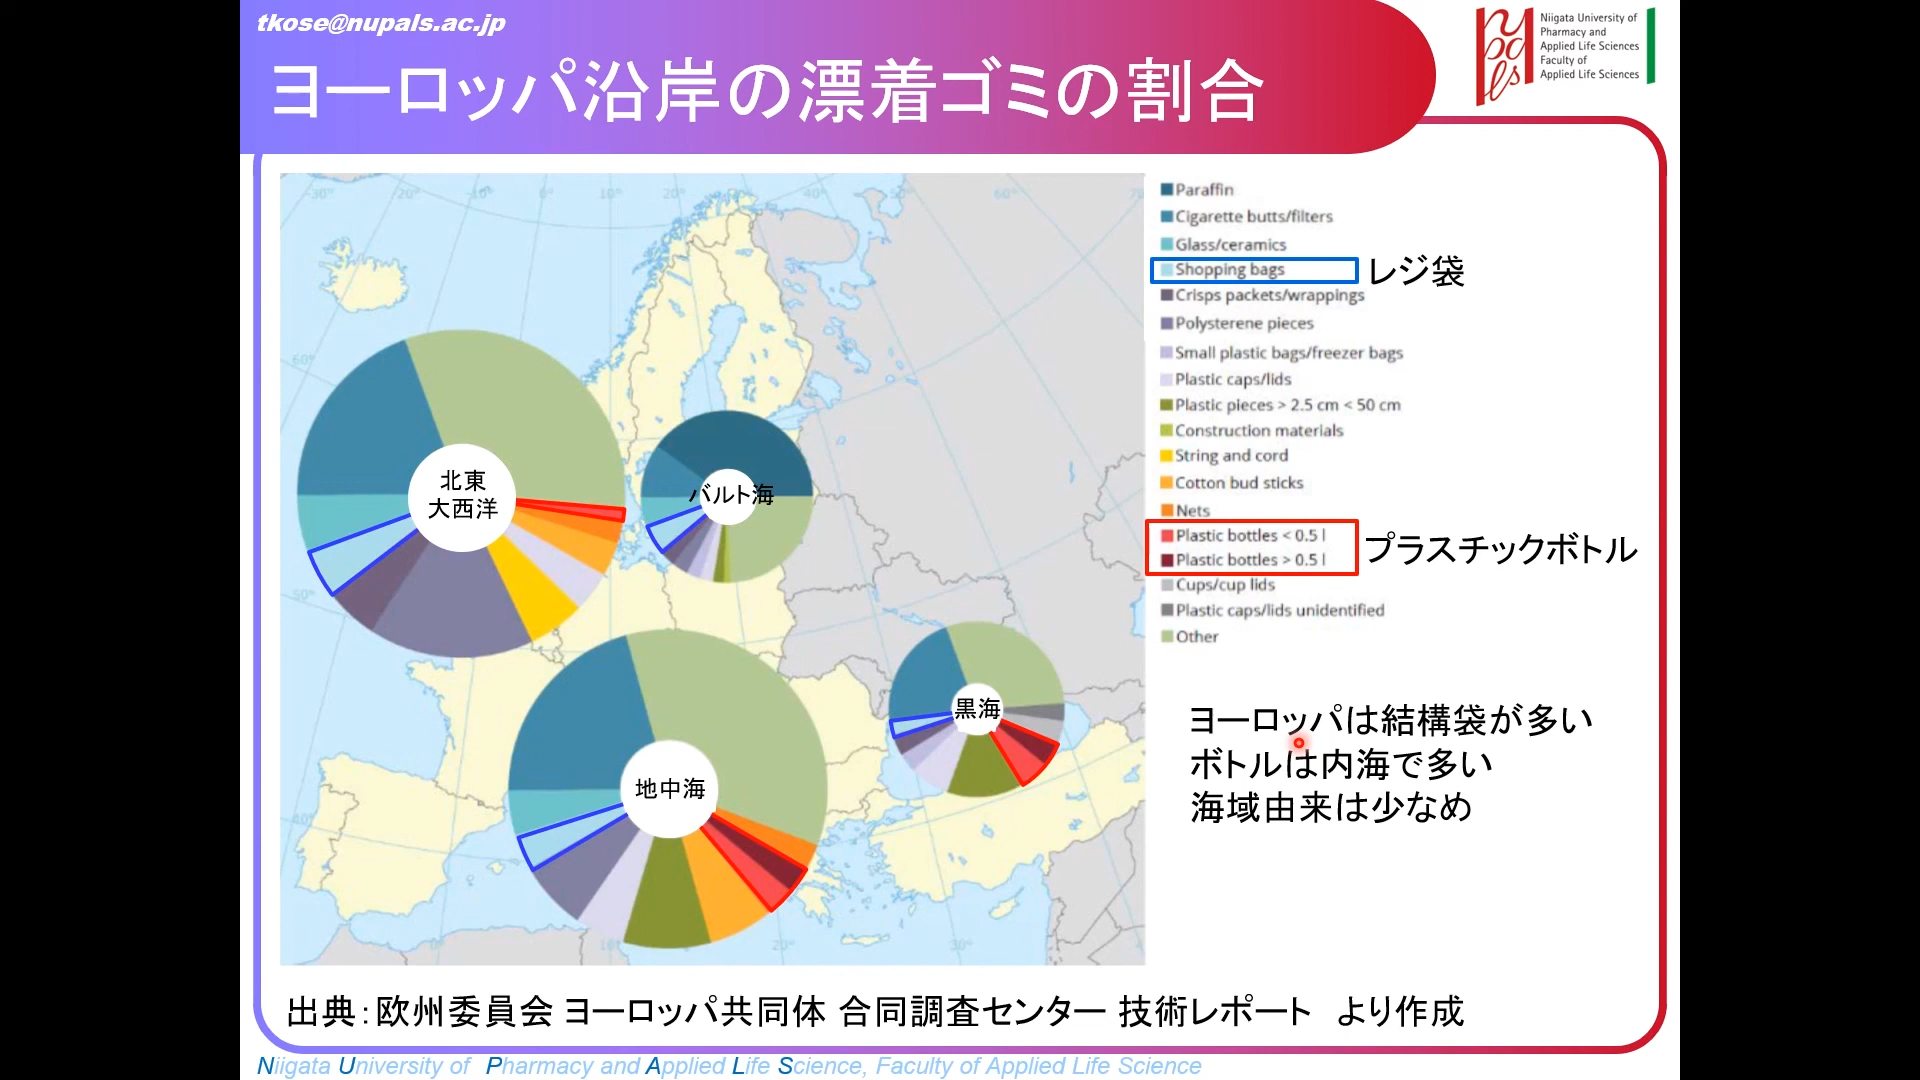 tkose@nupals.ac.jp
ヨーロッパ沿岸の漂着ゴミの割合
Niigata University of
Pharmacy and
Applied Life Sciences
Faculty of
Applied Life Sciences
Paraffin
Cigarette butts/filters
Glass/ceramics
Shopping bags
レジ袋
Crisps packets/wrappings
Polysterene pieces
Small plastic bags/freezer bags
Plastic caps/lids
Plastic pieces > 2.5 cm < 50 cm
Construction materials
String and cord
Cotton bud sticks
Nets
Plastic bottles < 0.5 l
Plastic bottles > 0.5 l
プラスチックボトル
Cups/cup lids
Plastic caps/lids unidentified
Other
北東
大西洋
バルト海
地中海
黒海
ヨーロッパは結構袋が多い
ボトルは内海で多い
海域由来は少なめ
出典：欧州委員会 ヨーロッパ共同体 合同調査センター 技術レポート より作成
Niigata University of Pharmacy and Applied Life Science, Faculty of Applied Life Science